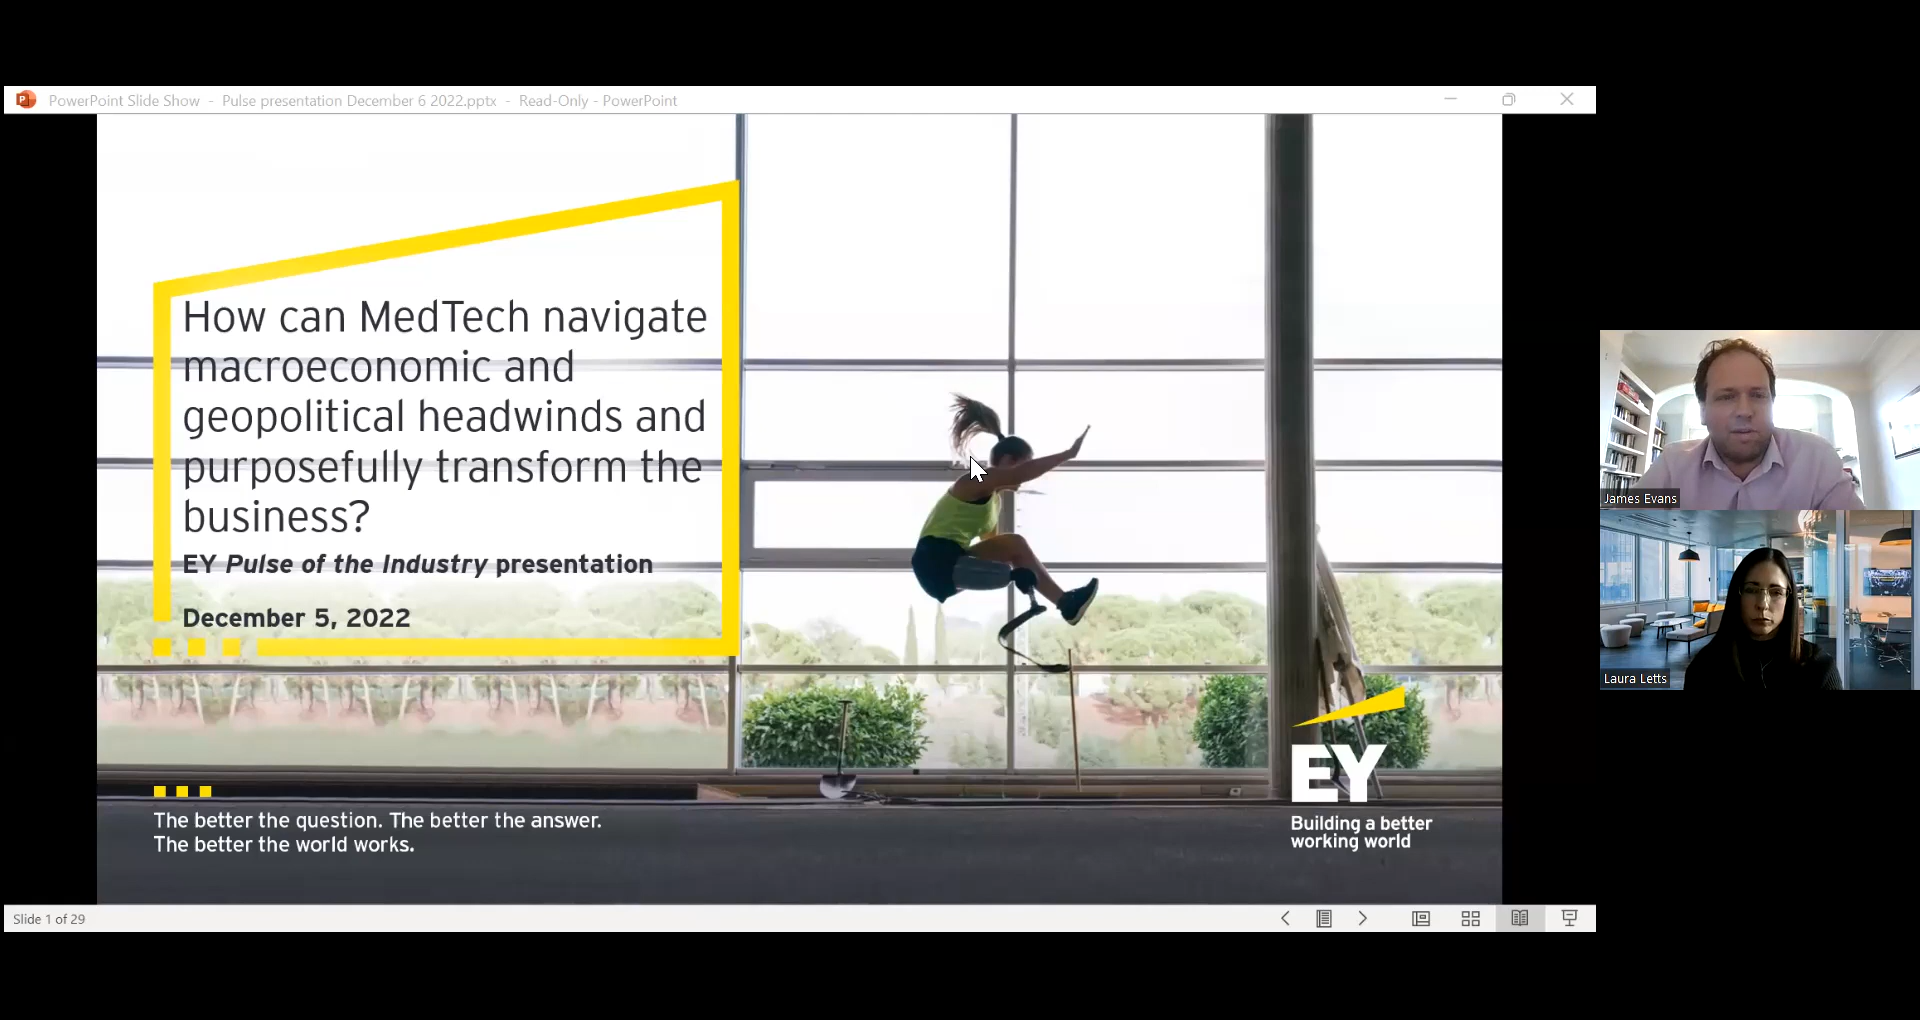 PowerPoint Slide Show - Pulse presentation December 6 2022.pptx - Read-Only - PowerPoint
How can MedTech navigate
macroeconomic and
geopolitical headwinds and
purposefully transform the
business?
EY Pulse of the Industry presentation
December 5, 2022
The better the question. The better the answer.
The better the world works.
EY
Building a better
working world
James Evans
Laura Letts
Slide 1 of 29